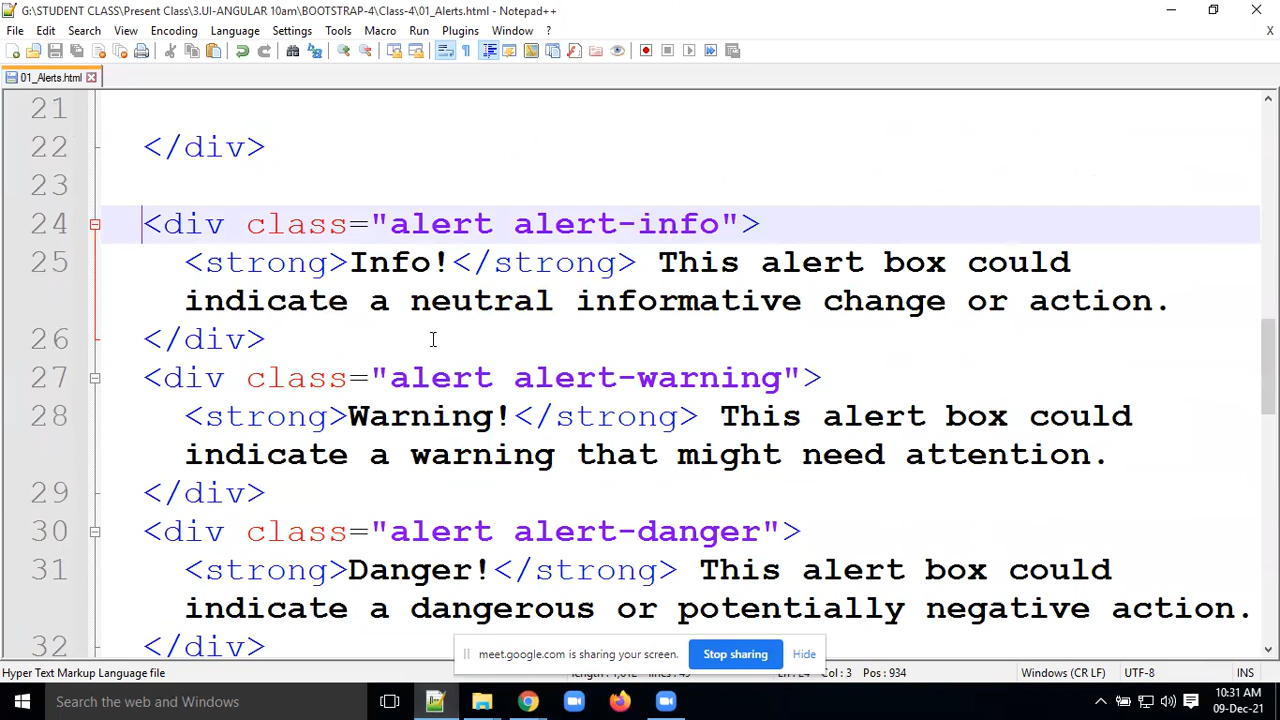 G:\STUDENT CLASS\Present Class\3.UI-ANGULAR 10am\BOOTSTRAP-4\Class-4\01_Alerts.html - Notepad++
File Edit Search View Encoding Language Settings Tools Macro Run Plugins Window ?
X
01_Alerts.html
21
22 </div>
23
24 <div class="alert alert-info">
25 <strong>Info!</strong> This alert box could
indicate a neutral informative change or action.
26 </div>
27 <div class="alert alert-warning">
28 <strong>Warning!</strong> This alert box could
indicate a warning that might need attention.
29 </div>
30 <div class="alert alert-danger">
31 <strong>Danger!</strong> This alert box could
indicate a dangerous or potentially negative action.
32 </div>
meet.google.com is sharing your screen. Stop sharing Hide
Hyper Text Markup Language file Col : 3 Pos : 934 Windows (CR LF) UTF-8 INS
Search the web and Windows
10:31 AM
09-Dec-21